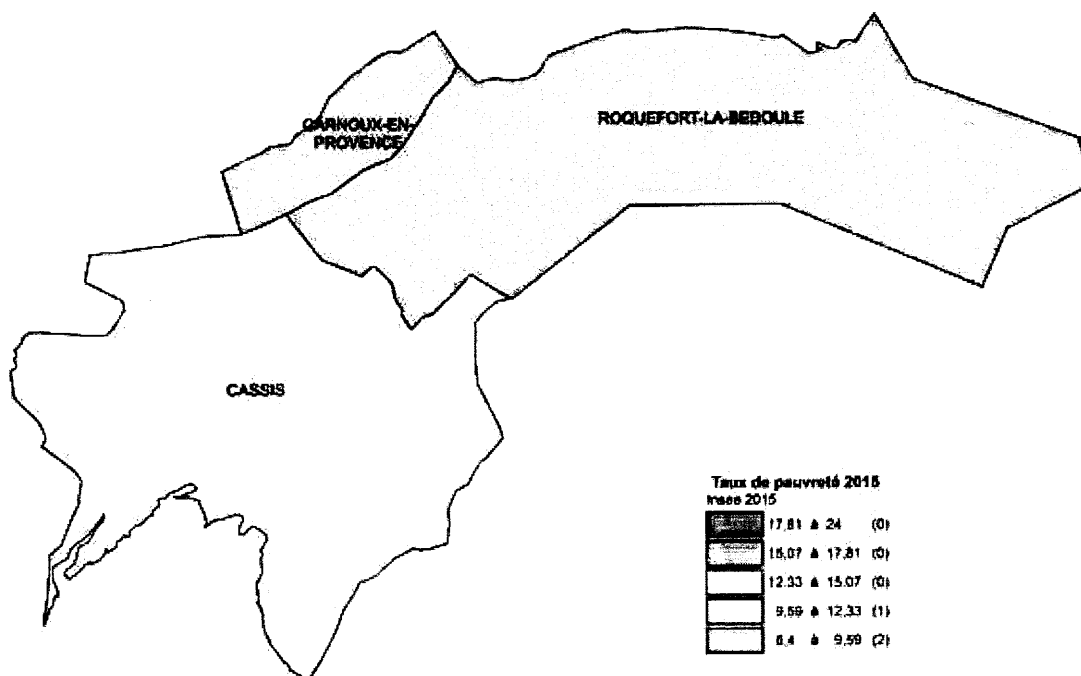 CARNOUX-EN-
PROVENCE
ROQUEFORT-LA-BEDOULE
CASSIS
Taux de pauvreté 2015
Insee 2015
17,81 à 24 (0)
15,07 à 17,81 (0)
12,33 à 15,07 (0)
9,59 à 12,33 (1)
6,4 à 9,59 (2)